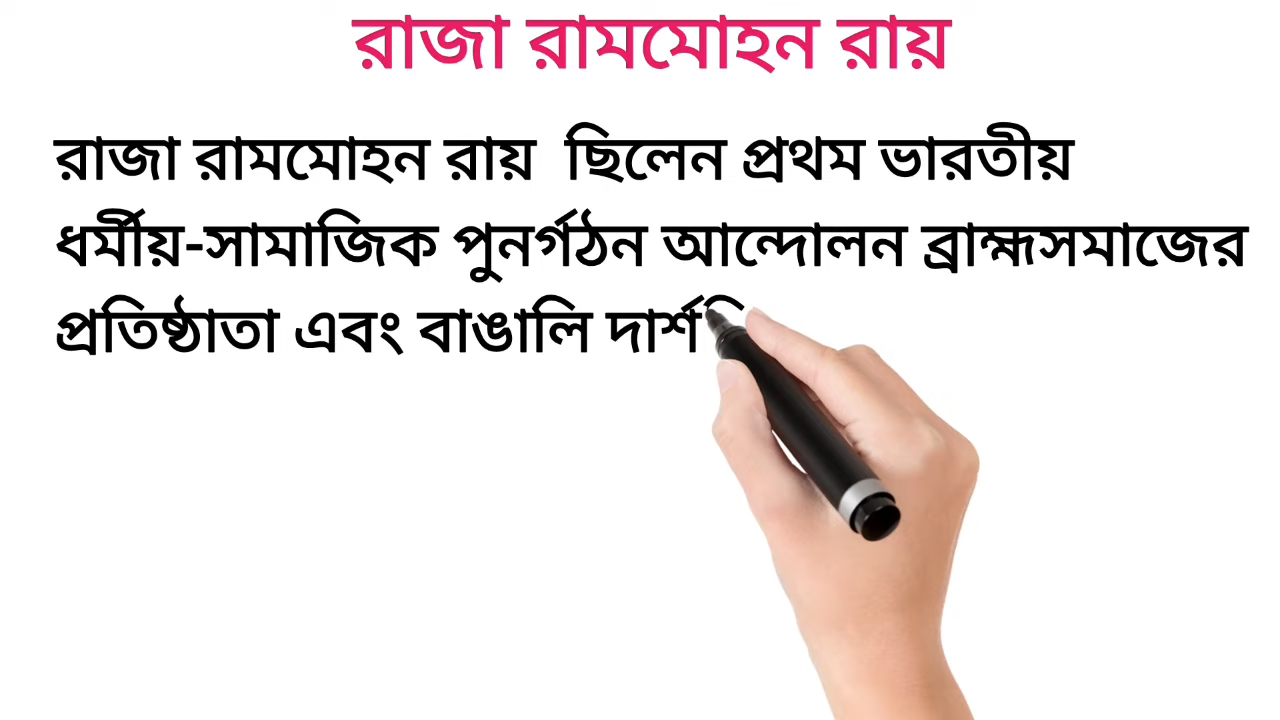 রাজা রামমোহন রায়
রাজা রামমোহন রায় ছিলেন প্রথম ভারতীয়
ধর্মীয়-সামাজিক পুনর্গঠন আন্দোলন ব্রাহ্মসমাজের
প্রতিষ্ঠাতা এবং বাঙালি